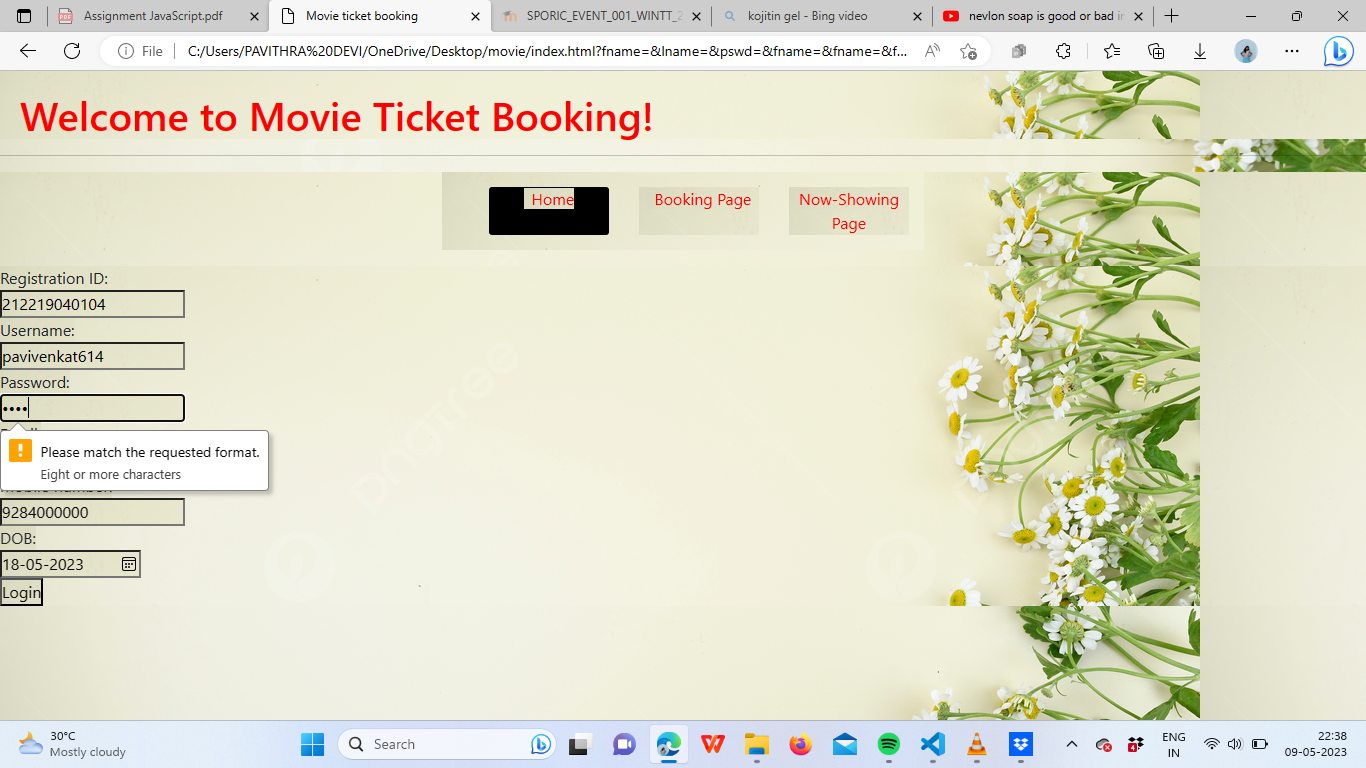 Assignment JavaScript.pdf
Movie ticket booking
SPORIC_EVENT_001_WINTT_2
kojitin gel - Bing video
nevlon soap is good or bad in
File
C:/Users/PAVITHRA%20DEVI/OneDrive/Desktop/movie/index.html?fname=&lname=&pswd=&fname=&fname=&f...
Welcome to Movie Ticket Booking!
Home
Booking Page
Now-Showing
Page
Registration ID:
212219040104
Username:
pavivenkat614
Password:
Please match the requested format.
Eight or more characters
9284000000
DOB:
18-05-2023
Login
pngtree
30°C
Mostly cloudy
Search
4
ENG
IN
22:38
09-05-2023